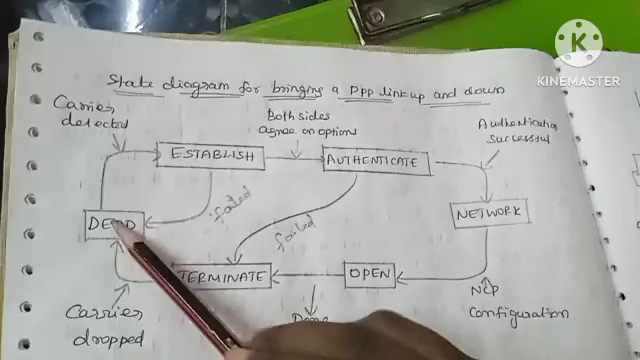 K
KINEMASTER
State diagram for bringing a PPP link up and down
Carrier
detected
Both sides
agree on options
Authentication
successful
ESTABLISH
AUTHENTICATE
failed
failed
DEAD
NETWORK
TERMINATE
OPEN
Carrier
dropped
Done
NCP
configuration